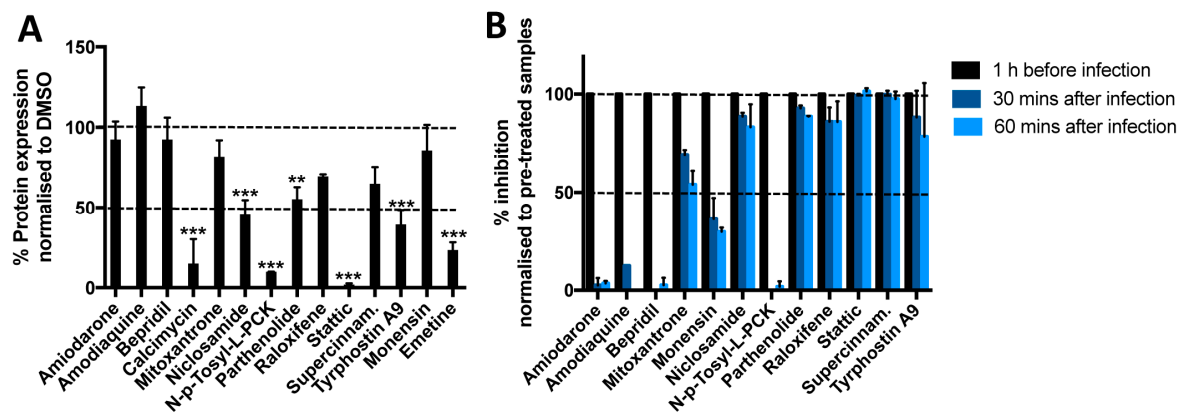 A
% Protein expression
normalised to DMSO
150
100
50
0
***
***
***
**
***
***
***
Amiodarone
Amodiaquine
Bepridil
Calcimycin
Mitoxantrone
Niclosamide
N-p-Tosyl-L-PCK
Parthenolide
Raloxifene
Stattic
Supercinnam.
Tyrphostin A9
Monensin
Emetine
B
% inhibition
normalised to pre-treated samples
100
50
0
Amiodarone
Amodiaquine
Bepridil
Mitoxantrone
Monensin
Niclosamide
N-p-Tosyl-L-PCK
Parthenolide
Raloxifene
Stattic
Supercinnam.
Tyrphostin A9
1 h before infection
30 mins after infection
60 mins after infection